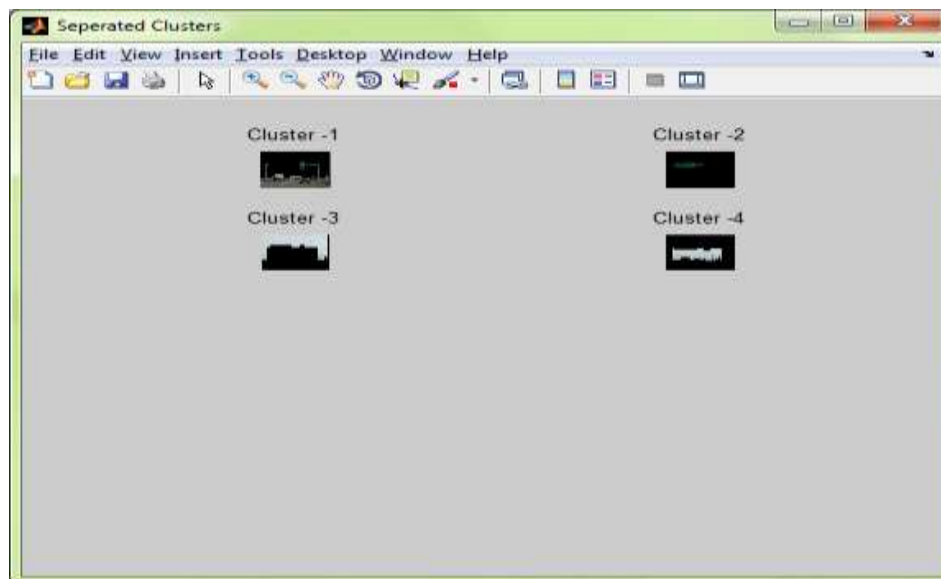 Seperated Clusters
File Edit View Insert Tools Desktop Window Help
Cluster -1
Cluster -2
Cluster -3
Cluster -4